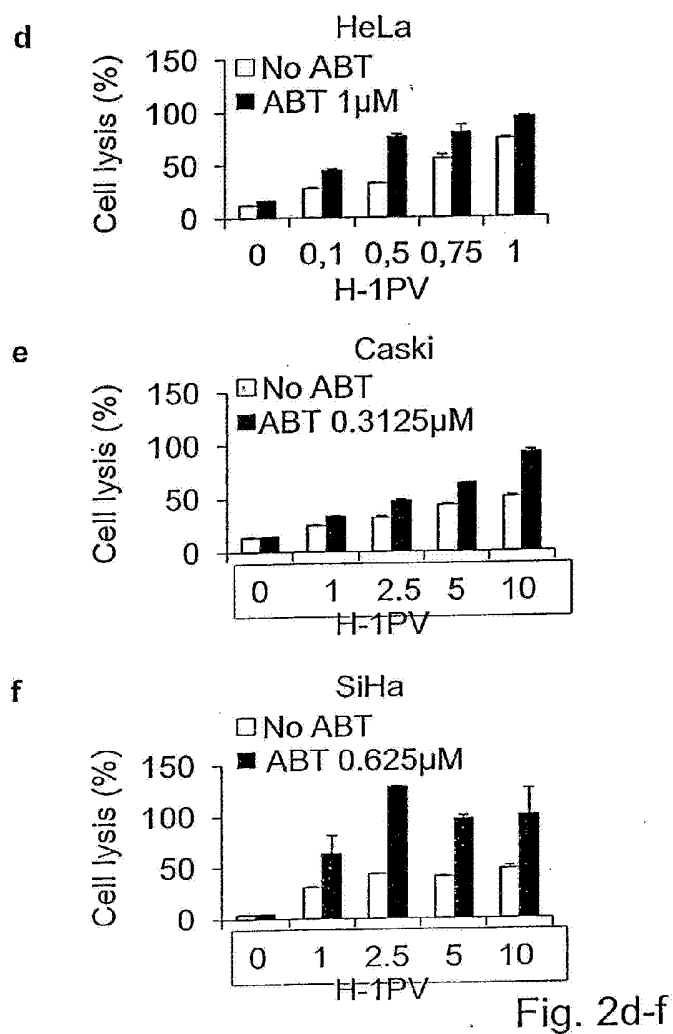 d
HeLa
150
100
50
0
Cell lysis (%)
No ABT
ABT 1µM
0 0,1 0,5 0,75 1
H-1PV
e
Caski
150
100
50
0
Cell lysis (%)
No ABT
ABT 0.3125µM
0 1 2.5 5 10
H-1PV
f
SiHa
150
100
50
0
Cell lysis (%)
No ABT
ABT 0.625µM
0 1 2.5 5 10
H-1PV
Fig. 2d-f